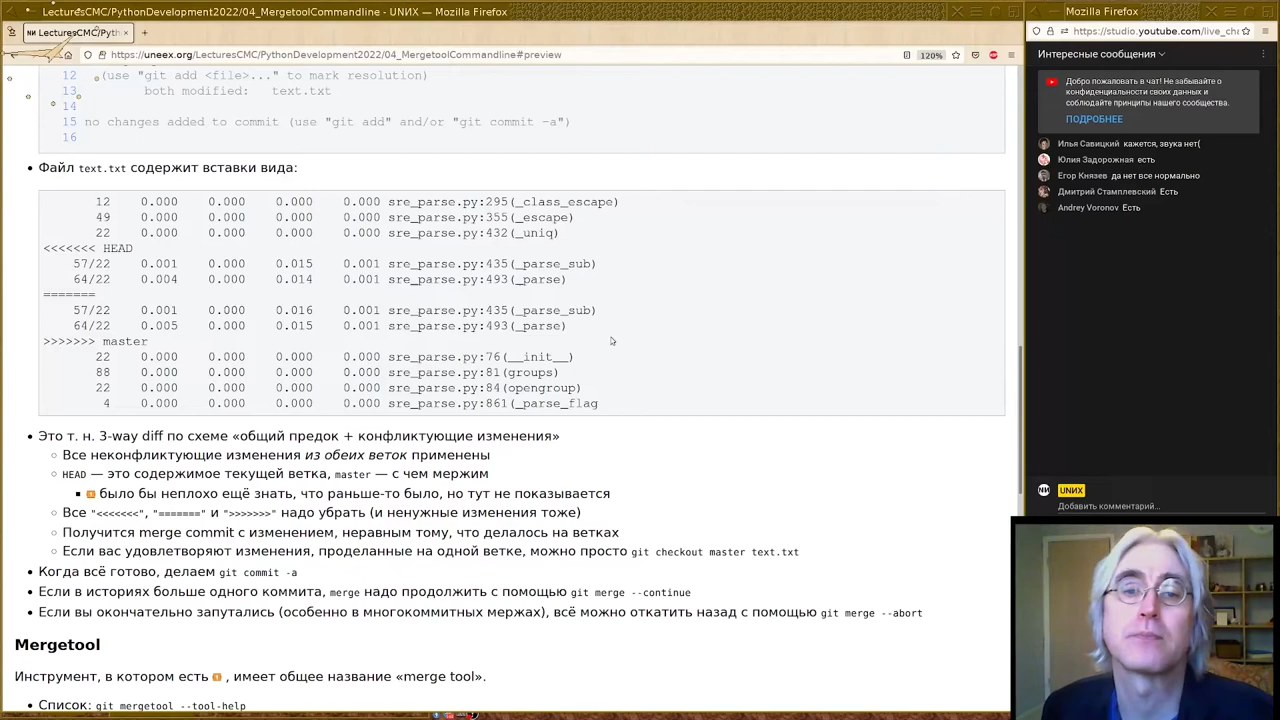 LecturesCMC/PythonDevelopment2022/04_MergetoolCommandline - UNИX — Mozilla Firefox
Mozilla Firefox
LecturesCMC/Pyth
https://uneex.org/LecturesCMC/PythonDevelopment2022/04_MergetoolCommandline#preview
120%
https://studio.youtube.com/live_ch
12 (use "git add <file>..." to mark resolution)
13 both modified: text.txt
14
15 no changes added to commit (use "git add" and/or "git commit -a")
16
Файл text.txt содержит вставки вида:
12 0.000 0.000 0.000 0.000 sre_parse.py:295(_class_escape)
49 0.000 0.000 0.000 0.000 sre_parse.py:355(_escape)
22 0.000 0.000 0.000 0.000 sre_parse.py:432(_uniq)
<<<<<<< HEAD
57/22 0.001 0.000 0.015 0.001 sre_parse.py:435(_parse_sub)
64/22 0.004 0.000 0.014 0.001 sre_parse.py:493(_parse)
=======
57/22 0.001 0.000 0.016 0.001 sre_parse.py:435(_parse_sub)
64/22 0.005 0.000 0.015 0.001 sre_parse.py:493(_parse)
>>>>>>> master
22 0.000 0.000 0.000 0.000 sre_parse.py:76(__init__)
88 0.000 0.000 0.000 0.000 sre_parse.py:81(groups)
22 0.000 0.000 0.000 0.000 sre_parse.py:84(opengroup)
4 0.000 0.000 0.000 0.000 sre_parse.py:861(_parse_flag
Это т. н. 3-way diff по схеме «общий предок + конфликтующие изменения»
Все неконфликтующие изменения из обеих веток применены
HEAD — это содержимое текущей ветка, master — с чем мержим
было бы неплохо ещё знать, что раньше-то было, но тут не показывается
Все "<<<<<<<", "=======" и ">>>>>>>" надо убрать (и ненужные изменения тоже)
Получится merge commit с изменением, неравным тому, что делалось на ветках
Если вас удовлетворяют изменения, проделанные на одной ветке, можно просто git checkout master text.txt
Когда всё готово, делаем git commit -a
Если в историях больше одного коммита, merge надо продолжить с помощью git merge --continue
Если вы окончательно запутались (особенно в многокоммитных мержах), всё можно откатить назад с помощью git merge --abort
Mergetool
Инструмент, в котором есть , имеет общее название «merge tool».
Список: git mergetool --tool-help
Интересные сообщения
Добро пожаловать в чат! Не забывайте о
конфиденциальности своих данных и
соблюдайте принципы нашего сообщества.
ПОДРОБНЕЕ
Илья Савицкий кажется, звука нет(
Юлия Задорожная есть
Егор Князев да нет все нормально
Дмитрий Стамплевский Есть
Andrey Voronov Есть
UNИX
Добавить комментарий...